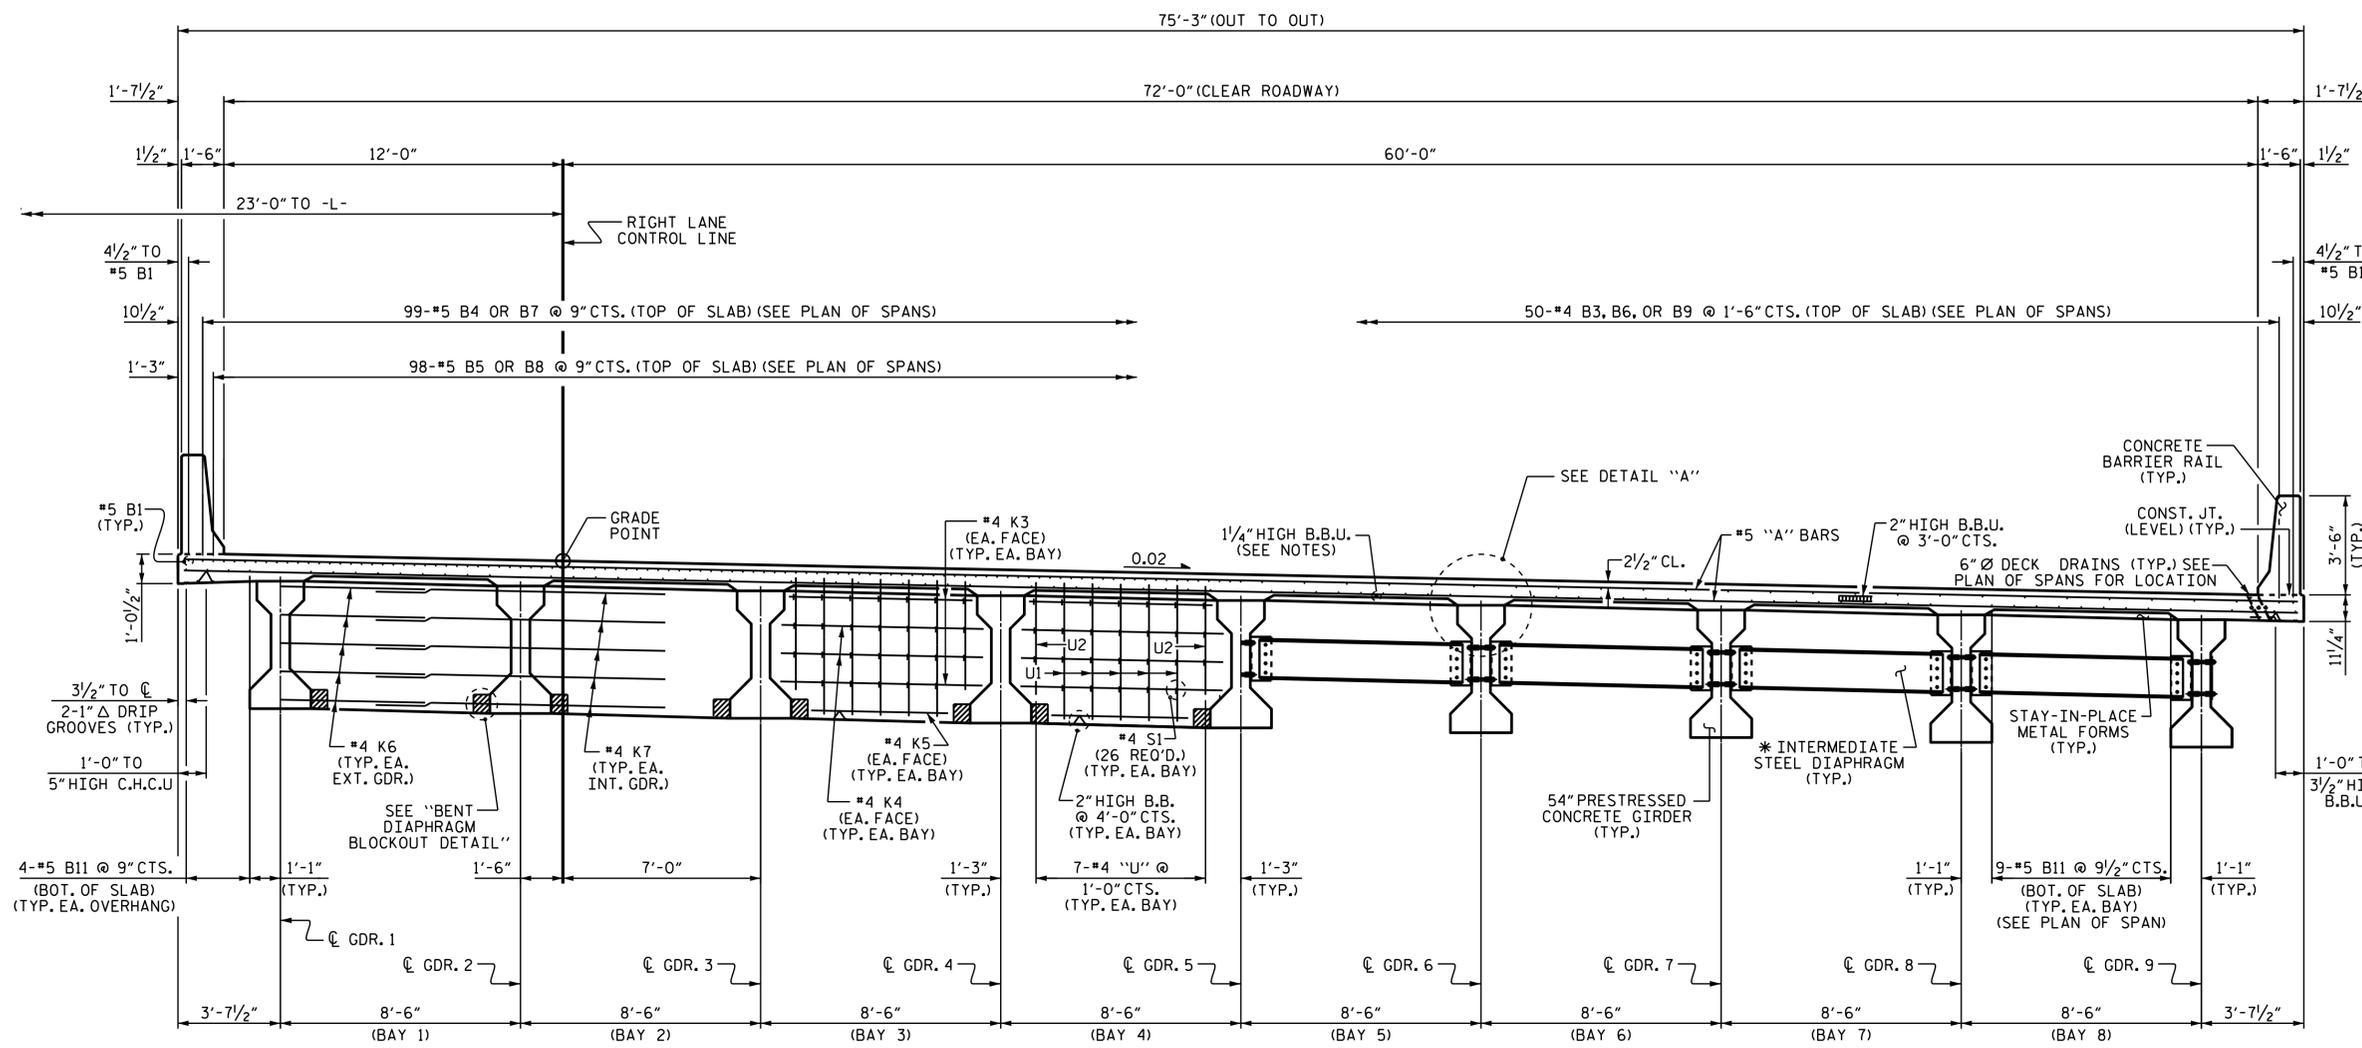 75'-3" (OUT TO OUT)
1'-7½"
72'-0" (CLEAR ROADWAY)
1'-7½"
1½"
1'-6"
12'-0"
60'-0"
1'-6"
1½"
23'-0" TO -L-
RIGHT LANE
CONTROL LINE
4½" TO
#5 B1
4½" T
#5 B1
10½"
99-#5 B4 OR B7 @ 9" CTS. (TOP OF SLAB) (SEE PLAN OF SPANS)
50-#4 B3, B6, OR B9 @ 1'-6" CTS. (TOP OF SLAB) (SEE PLAN OF SPANS)
10½"
1'-3"
98-#5 B5 OR B8 @ 9" CTS. (TOP OF SLAB) (SEE PLAN OF SPANS)
CONCRETE
BARRIER RAIL
(TYP.)
SEE DETAIL "A"
#5 B1
(TYP.)
GRADE
POINT
#4 K3
(EA. FACE)
(TYP. EA. BAY)
0.02
1¼" HIGH B.B.U.
(SEE NOTES)
2½" CL.
#5 "A" BARS
2" HIGH B.B.U.
@ 3'-0" CTS.
CONST. JT.
(LEVEL) (TYP.)
6" Ø DECK DRAINS (TYP.) SEE
PLAN OF SPANS FOR LOCATION
3'-6"
(TYP.)
1'-0½"
11¼"
U2
U2
U1
3½" TO ℄
2-1" △ DRIP
GROOVES (TYP.)
1'-0" TO
5" HIGH C.H.C.U
#4 K6
(TYP. EA.
EXT. GDR.)
#4 K7
(TYP. EA.
INT. GDR.)
#4 K5
(EA. FACE)
(TYP. EA. BAY)
#4 K4
(EA. FACE)
(TYP. EA. BAY)
#4 S1
(26 REQ'D.)
(TYP. EA. BAY)
2" HIGH B.B.
@ 4'-0" CTS.
(TYP. EA. BAY)
SEE "BENT
DIAPHRAGM
BLOCKOUT DETAIL"
54" PRESTRESSED
CONCRETE GIRDER
(TYP.)
* INTERMEDIATE
STEEL DIAPHRAGM
(TYP.)
STAY-IN-PLACE
METAL FORMS
(TYP.)
1'-0" T
3½" HI
B.B.U
4-#5 B11 @ 9" CTS.
(BOT. OF SLAB)
(TYP. EA. OVERHANG)
1'-1"
(TYP.)
1'-6"
7'-0"
1'-3"
(TYP.)
7-#4 "U" @
1'-0" CTS.
(TYP. EA. BAY)
1'-3"
(TYP.)
1'-1"
(TYP.)
9-#5 B11 @ 9½" CTS.
(BOT. OF SLAB)
(TYP. EA. BAY)
(SEE PLAN OF SPAN)
1'-1"
(TYP.)
℄ GDR. 1
℄ GDR. 2
℄ GDR. 3
℄ GDR. 4
℄ GDR. 5
℄ GDR. 6
℄ GDR. 7
℄ GDR. 8
℄ GDR. 9
3'-7½"
8'-6"
8'-6"
8'-6"
8'-6"
8'-6"
8'-6"
8'-6"
8'-6"
3'-7½"
(BAY 1)
(BAY 2)
(BAY 3)
(BAY 4)
(BAY 5)
(BAY 6)
(BAY 7)
(BAY 8)